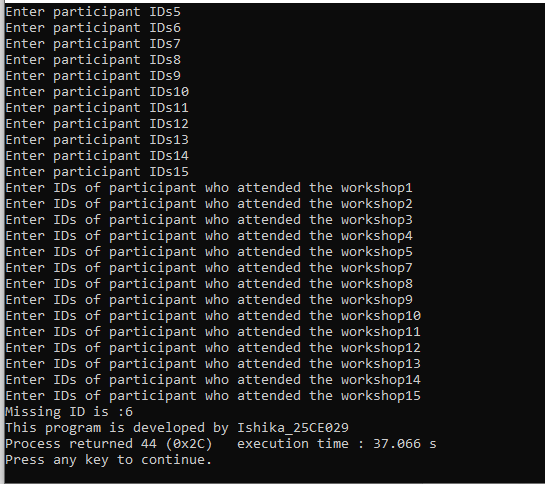 Enter participant IDs5
Enter participant IDs6
Enter participant IDs7
Enter participant IDs8
Enter participant IDs9
Enter participant IDs10
Enter participant IDs11
Enter participant IDs12
Enter participant IDs13
Enter participant IDs14
Enter participant IDs15
Enter IDs of participant who attended the workshop1
Enter IDs of participant who attended the workshop2
Enter IDs of participant who attended the workshop3
Enter IDs of participant who attended the workshop4
Enter IDs of participant who attended the workshop5
Enter IDs of participant who attended the workshop7
Enter IDs of participant who attended the workshop8
Enter IDs of participant who attended the workshop9
Enter IDs of participant who attended the workshop10
Enter IDs of participant who attended the workshop11
Enter IDs of participant who attended the workshop12
Enter IDs of participant who attended the workshop13
Enter IDs of participant who attended the workshop14
Enter IDs of participant who attended the workshop15
Missing ID is :6
This program is developed by Ishika_25CE029
Process returned 44 (0x2C)   execution time : 37.066 s
Press any key to continue.